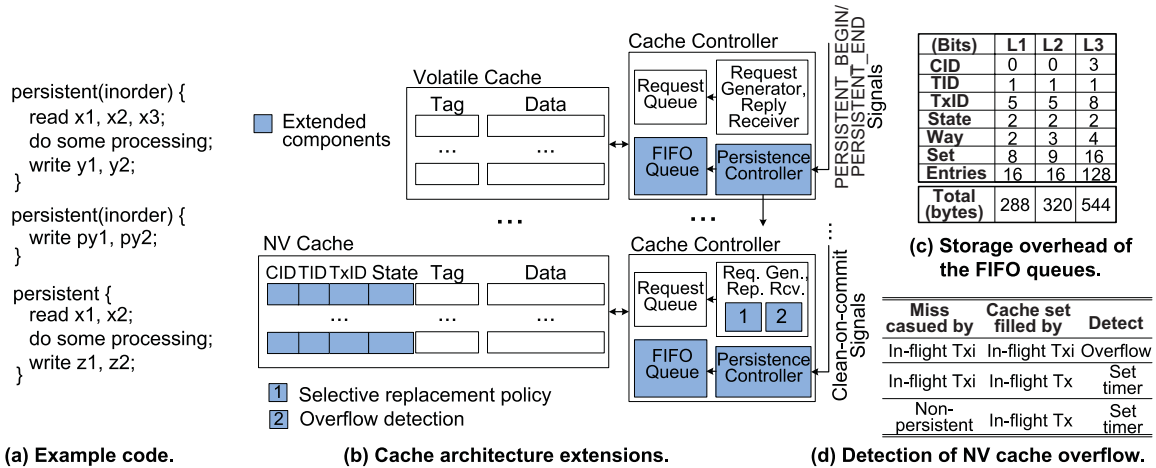 persistent(inorder) {
read x1, x2, x3;
do some processing;
write y1, y2;
}
persistent(inorder) {
write py1, py2;
}
persistent {
read x1, x2;
do some processing;
write z1, z2;
}
(a) Example code.
Extended
components
Volatile Cache
Tag Data
...
...
Cache Controller
Request
Queue
Request
Generator,
Reply
Receiver
FIFO
Queue
Persistence
Controller
PERSISTENT_BEGIN/
PERSISTENT_END
Signals
...
...
...
NV Cache
CID TID TxID State Tag Data
...
...
Cache Controller
Request
Queue
Req. Gen.,
Rep. Rcv.
1 2
FIFO
Queue
Persistence
Controller
Clean-on-commit
Signals
1 Selective replacement policy
2 Overflow detection
(b) Cache architecture extensions.
(Bits) L1 L2 L3
CID 0 0 3
TID 1 1 1
TxID 5 5 8
State 2 2 2
Way 2 3 4
Set 8 9 16
Entries 16 16 128
Total
(bytes) 288 320 544
(c) Storage overhead of
the FIFO queues.
Miss
casued by
Cache set
filled by
Detect
In-flight Txi In-flight Txi Overflow
In-flight Txi In-flight Tx Set
timer
Non-
persistent In-flight Tx Set
timer
(d) Detection of NV cache overflow.